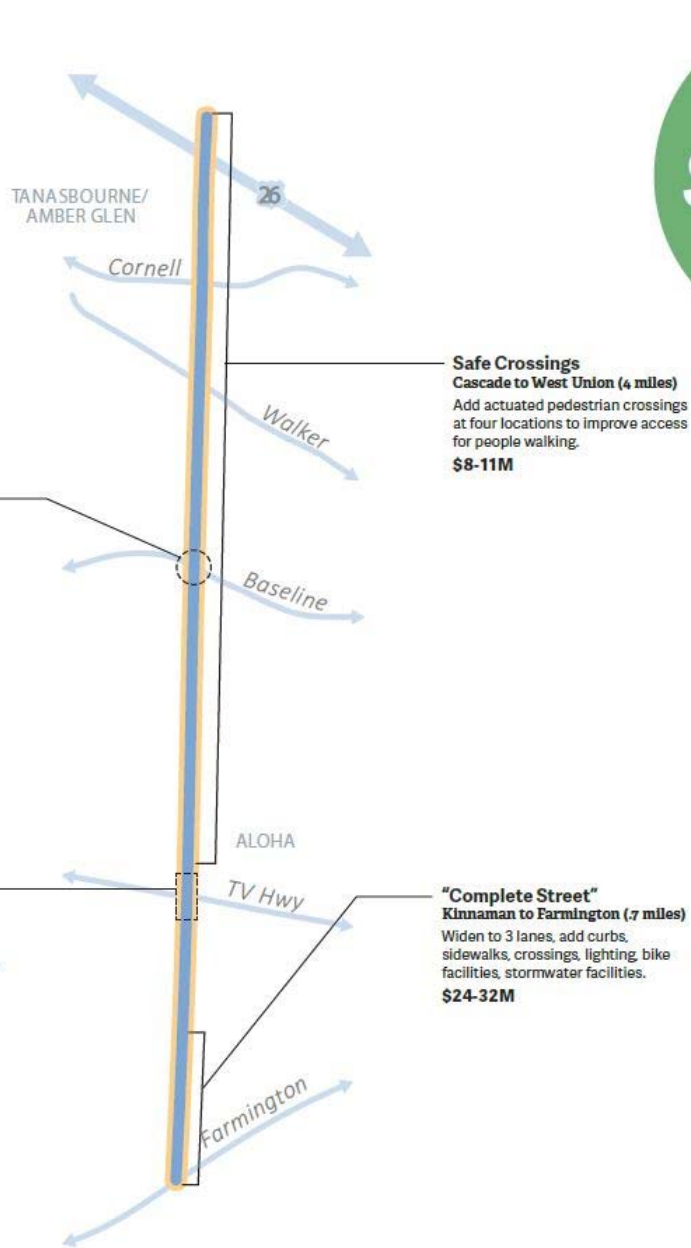 TANASBOURNE/
AMBER GLEN
26
Cornell
Walker
Safe Crossings
Cascade to West Union (4 miles)
Add actuated pedestrian crossings
at four locations to improve access
for people walking.
$8-11M
Baseline
ALOHA
TV Hwy
"Complete Street"
Kinnaman to Farmington (.7 miles)
Widen to 3 lanes, add curbs,
sidewalks, crossings, lighting, bike
facilities, stormwater facilities.
$24-32M
Farmington